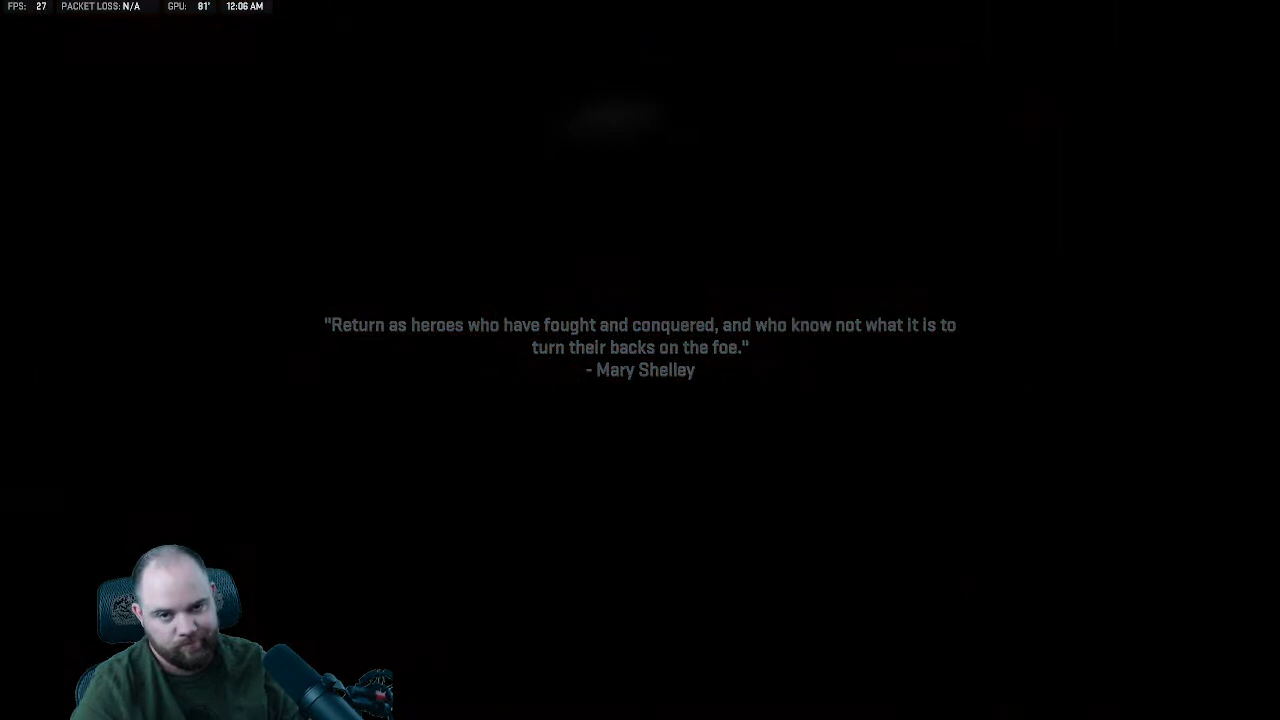 FPS: 27 PACKET LOSS: N/A GPU: 81° 12:06 AM
"Return as heroes who have fought and conquered, and who know not what it is to
turn their backs on the foe."
- Mary Shelley